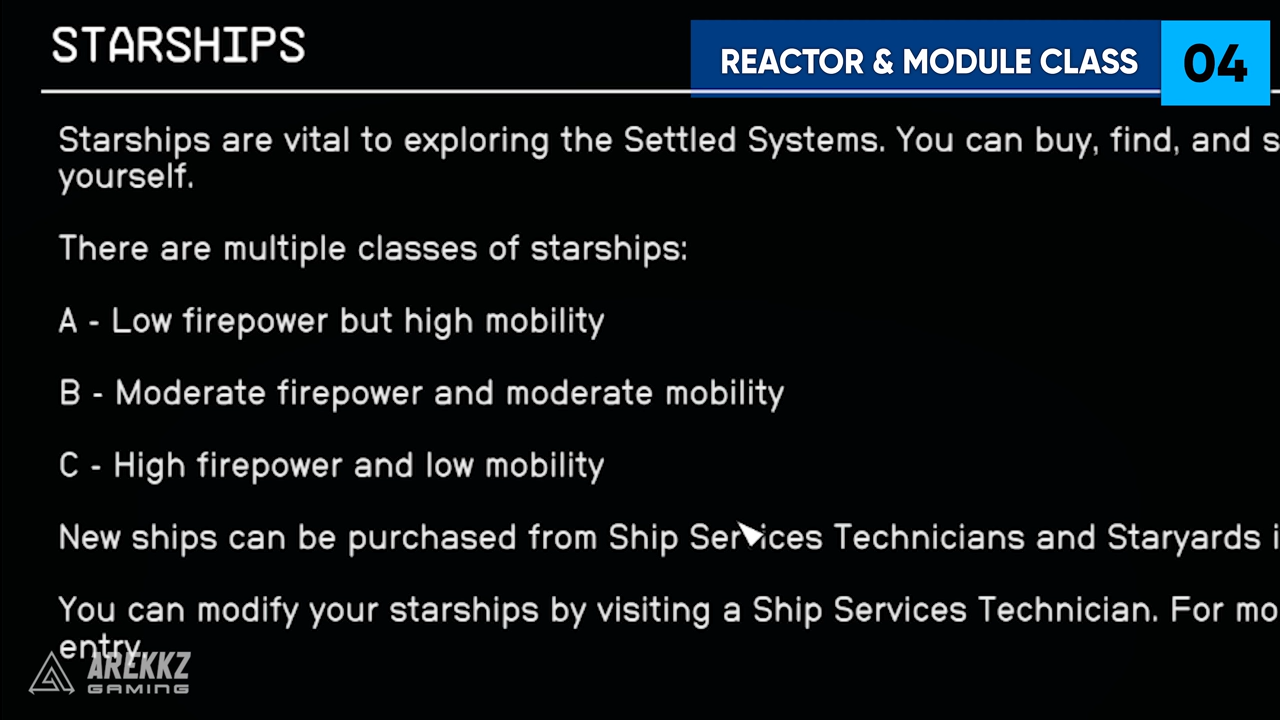 STARSHIPS
REACTOR & MODULE CLASS
04
Starships are vital to exploring the Settled Systems. You can buy, find, and s
yourself.
There are multiple classes of starships:
A - Low firepower but high mobility
B - Moderate firepower and moderate mobility
C - High firepower and low mobility
New ships can be purchased from Ship Services Technicians and Staryards i
You can modify your starships by visiting a Ship Services Technician. For mo
entry.
AREKKZ
GAMING